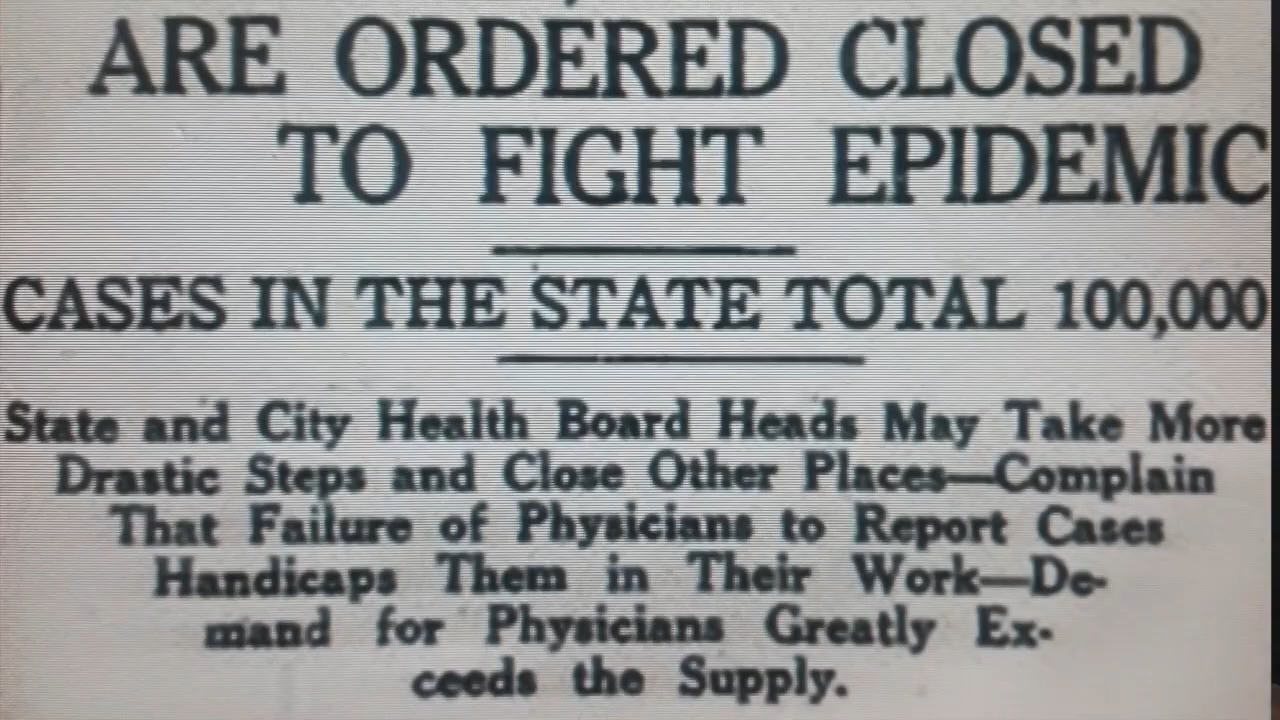 ARE ORDERED CLOSED
TO FIGHT EPIDEMIC
CASES IN THE STATE TOTAL 100,000
State and City Health Board Heads May Take More
Drastic Steps and Close Other Places—Complain
That Failure of Physicians to Report Cases
Handicaps Them in Their Work—De-
mand for Physicians Greatly Ex-
ceeds the Supply.